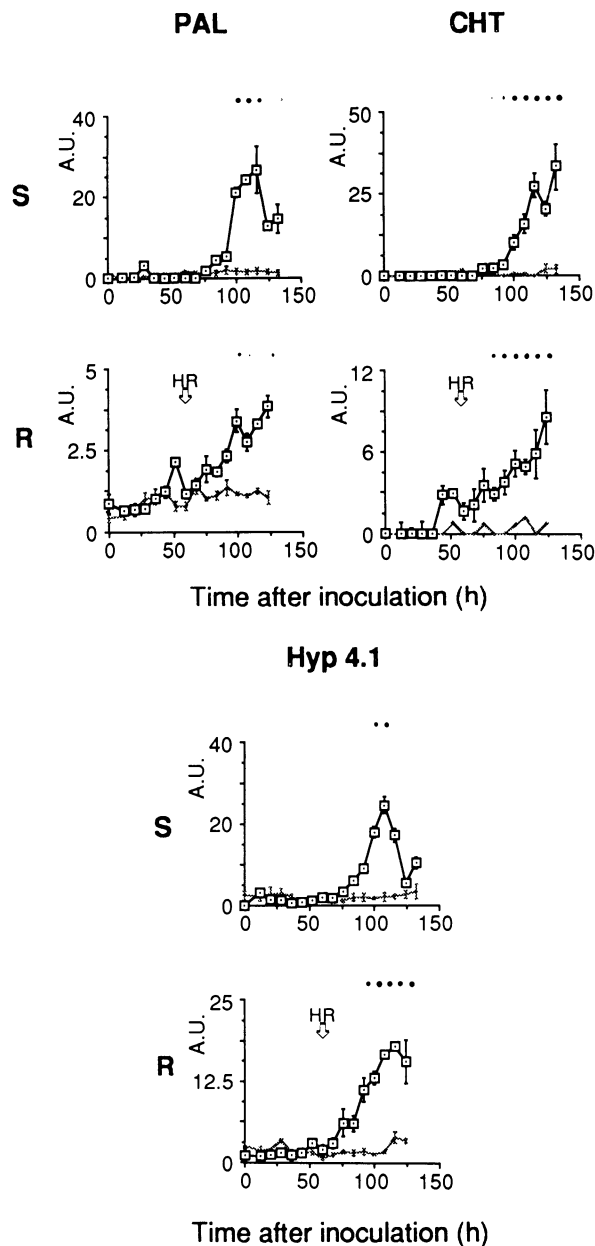 PAL CHT
40 50
A.U. A.U.
S 20 25
0 0
0 50 100 150 0 50 100 150
5 12
A.U. HR A.U. HR
R 2.5 6
0 0
0 50 100 150 0 50 100 150
Time after inoculation (h)
Hyp 4.1
40
A.U.
S 20
0
0 50 100 150
25
A.U. HR
R 12.5
0
0 50 100 150
Time after inoculation (h)